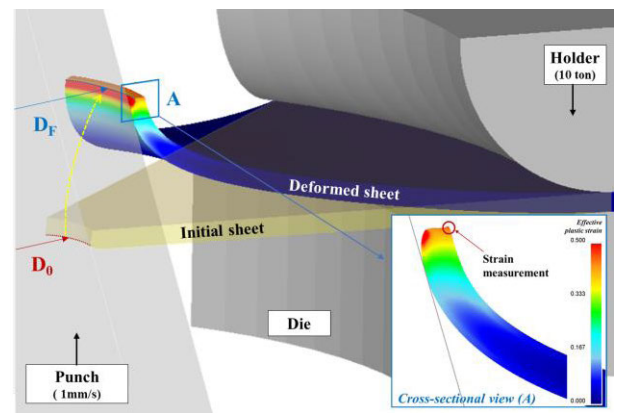 Holder
(10 ton)
A
D_F
Deformed sheet
Initial sheet
D_0
Effective
plastic strain
0.500
Strain
measurement
0.333
0.167
0.000
Die
Punch
( 1mm/s)
Cross-sectional view (A)